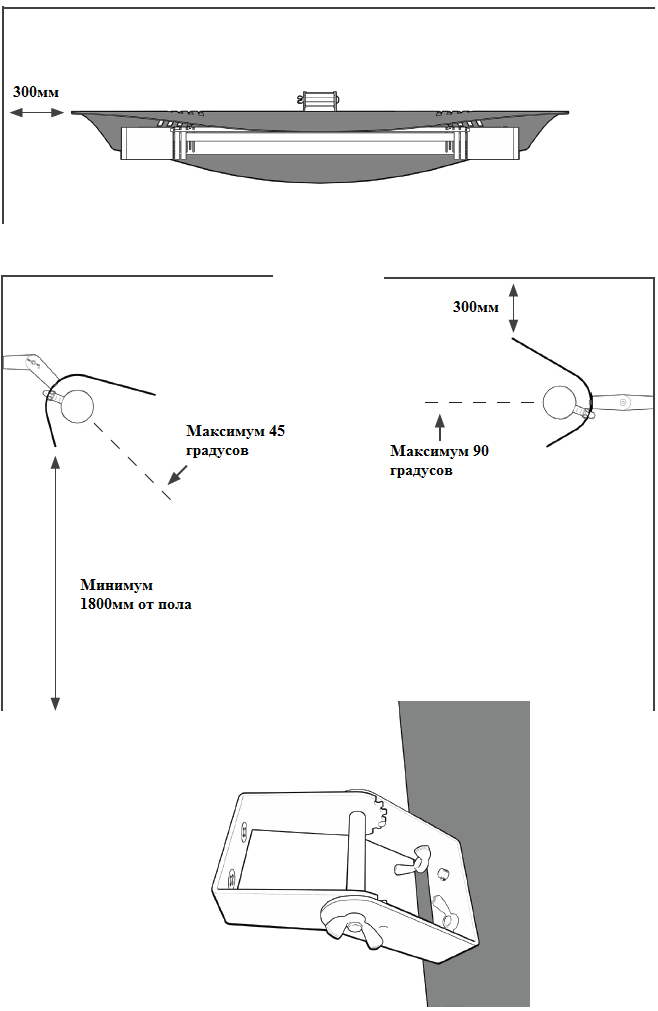 300мм
300мм
Максимум 45
градусов
Максимум 90
градусов
Минимум
1800мм от пола